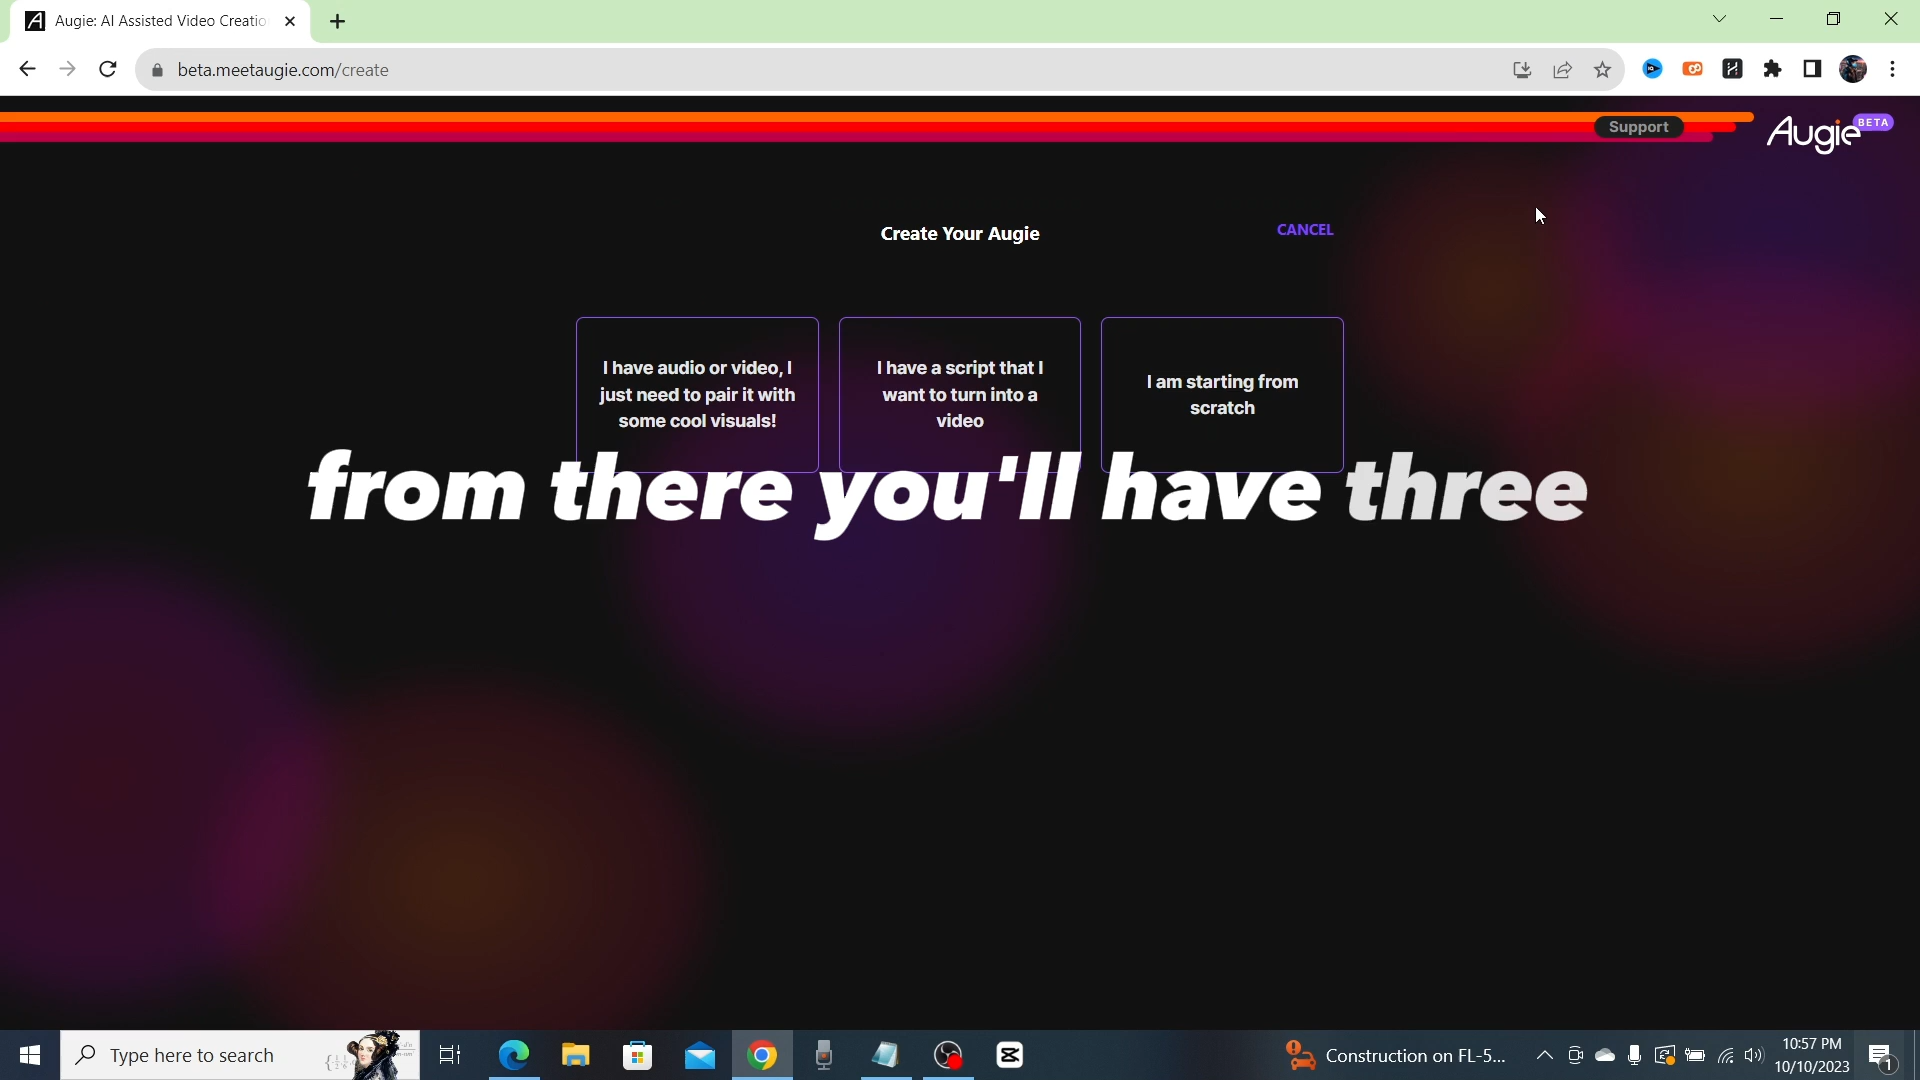 Augie: AI Assisted Video Creatio
beta.meetaugie.com/create
Support
Augie
BETA
Create Your Augie
CANCEL
I have audio or video, I
just need to pair it with
some cool visuals!
I have a script that I
want to turn into a
video
I am starting from
scratch
from there you'll have three
Type here to search
Construction on FL-5...
10:57 PM
10/10/2023
1